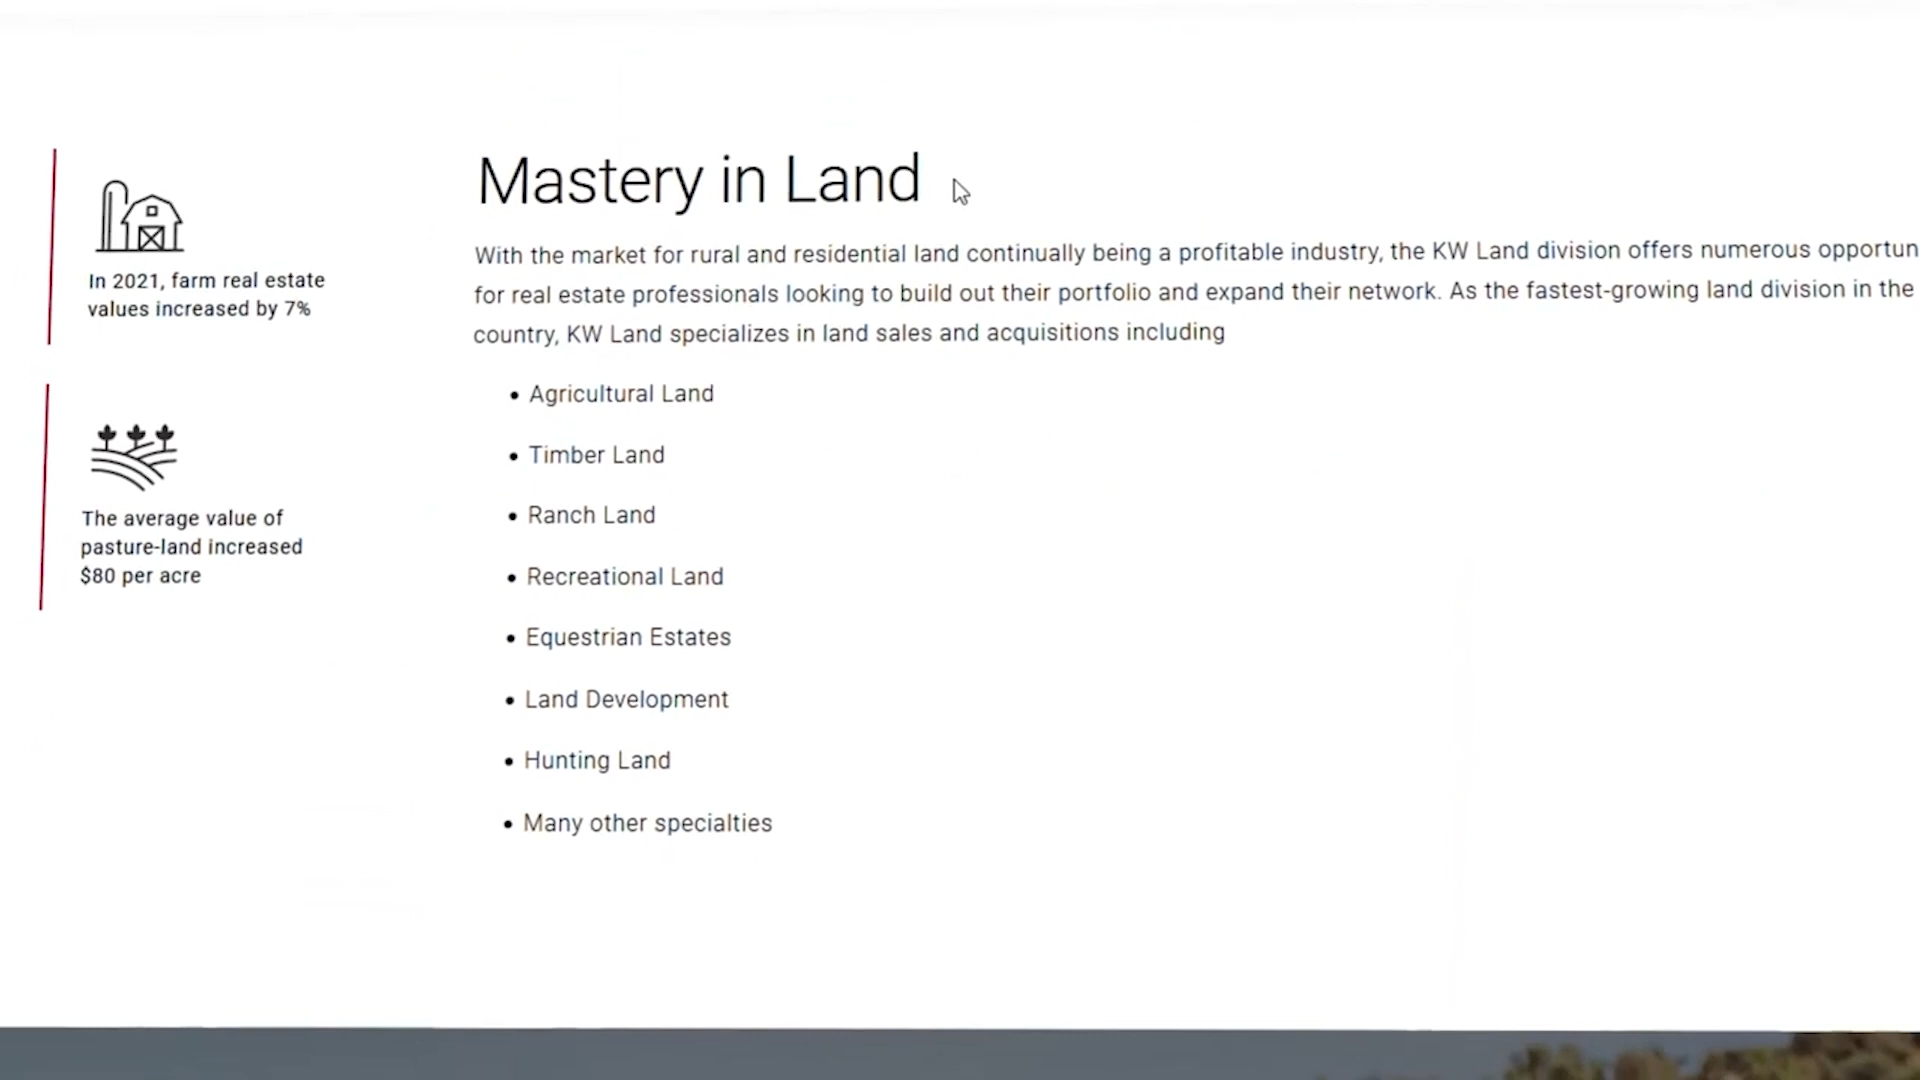 In 2021, farm real estate
values increased by 7%
The average value of
pasture-land increased
$80 per acre
Mastery in Land
With the market for rural and residential land continually being a profitable industry, the KW Land division offers numerous opportun
for real estate professionals looking to build out their portfolio and expand their network. As the fastest-growing land division in the
country, KW Land specializes in land sales and acquisitions including
• Agricultural Land
• Timber Land
• Ranch Land
• Recreational Land
• Equestrian Estates
• Land Development
• Hunting Land
• Many other specialties